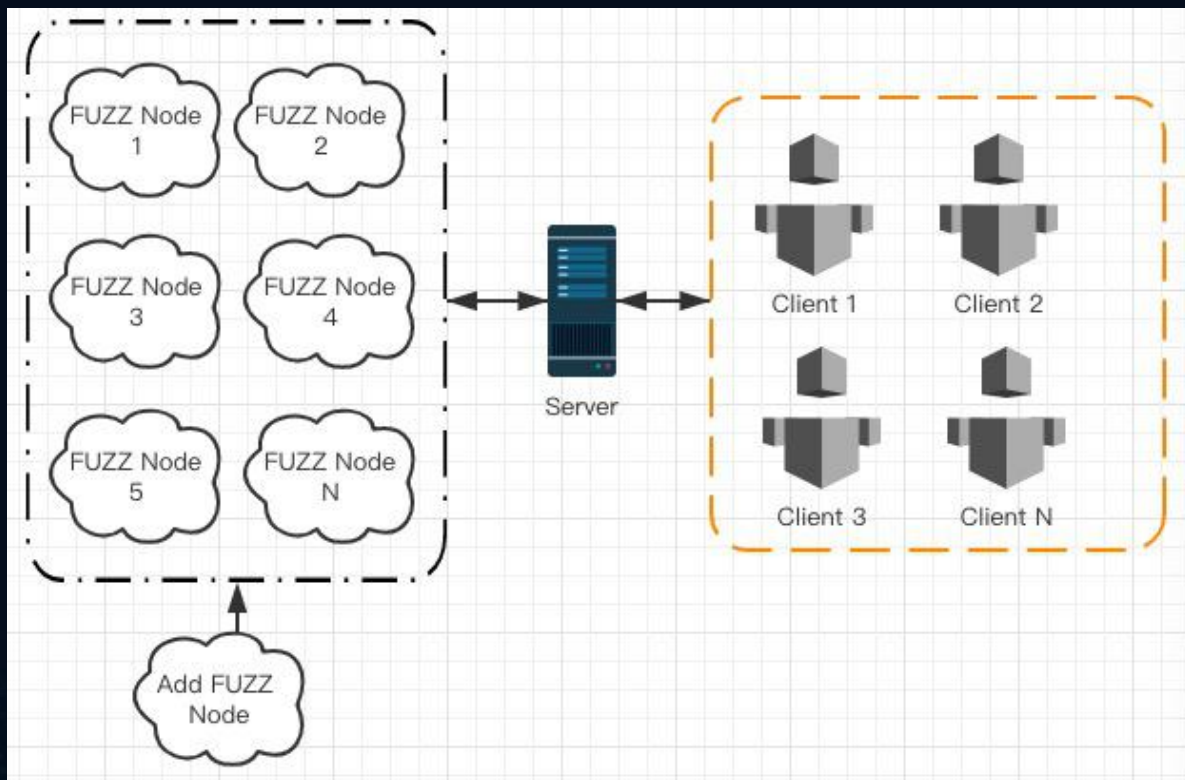 FUZZ Node
1
FUZZ Node
2
FUZZ Node
3
FUZZ Node
4
FUZZ Node
5
FUZZ Node
N
Add FUZZ
Node
Server
Client 1
Client 2
Client 3
Client N